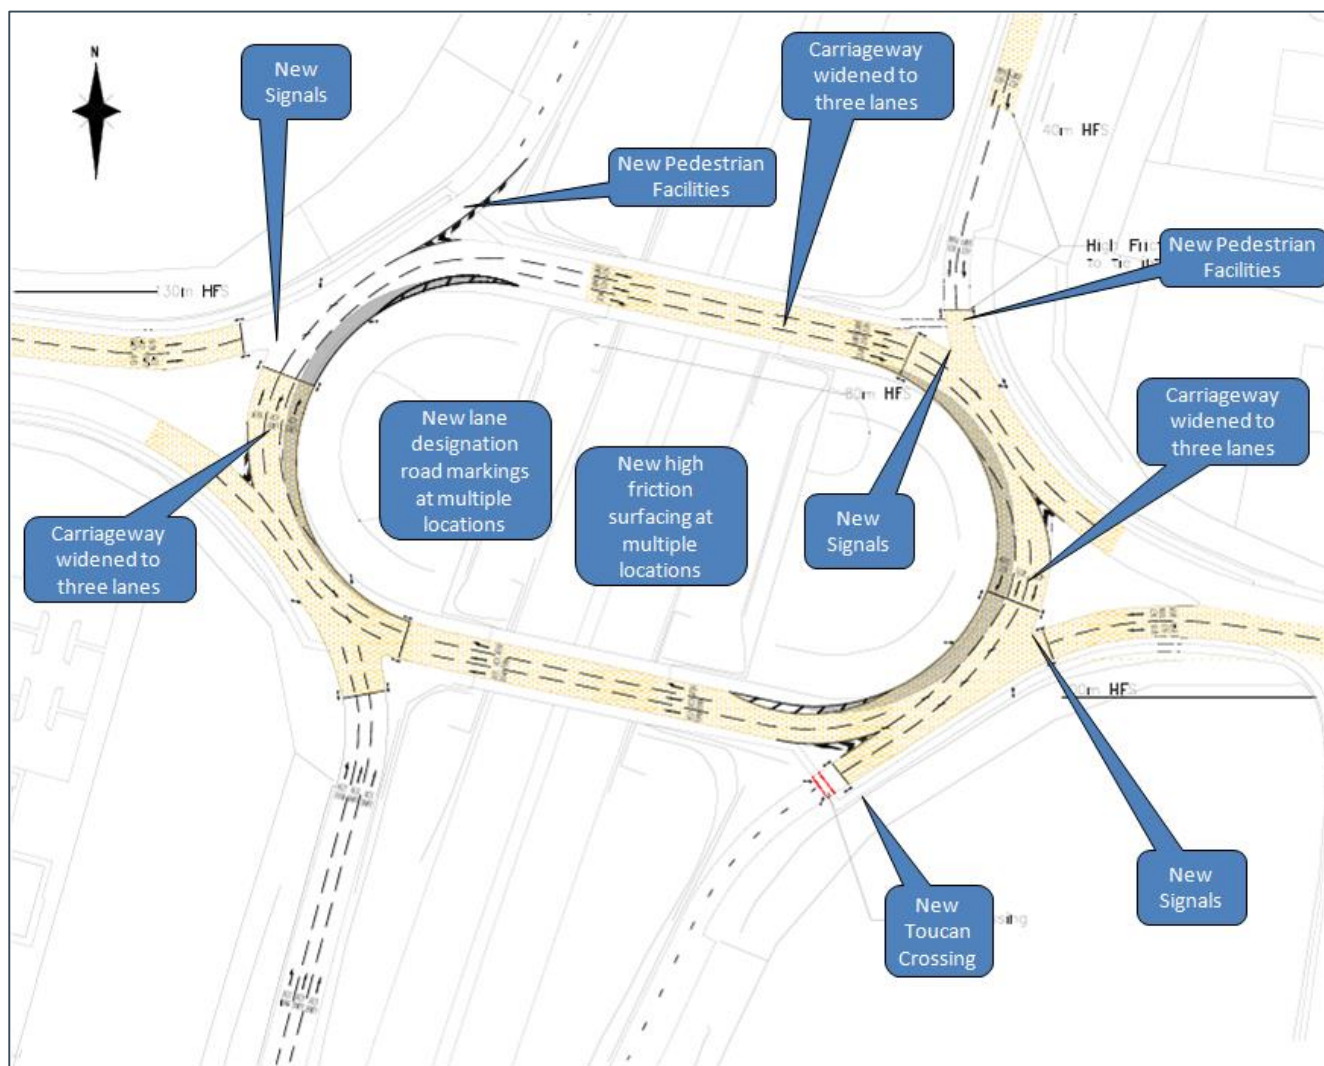 N
New
Signals
Carriageway
widened to
three lanes
40m HFS
New Pedestrian
Facilities
New Pedestrian
Facilities
130m HFS
80m HFS
New lane
designation
road markings
at multiple
locations
New high
friction
surfacing at
multiple
locations
Carriageway
widened to
three lanes
New
Signals
Carriageway
widened to
three lanes
HFS
New
Signals
New
Toucan
Crossing